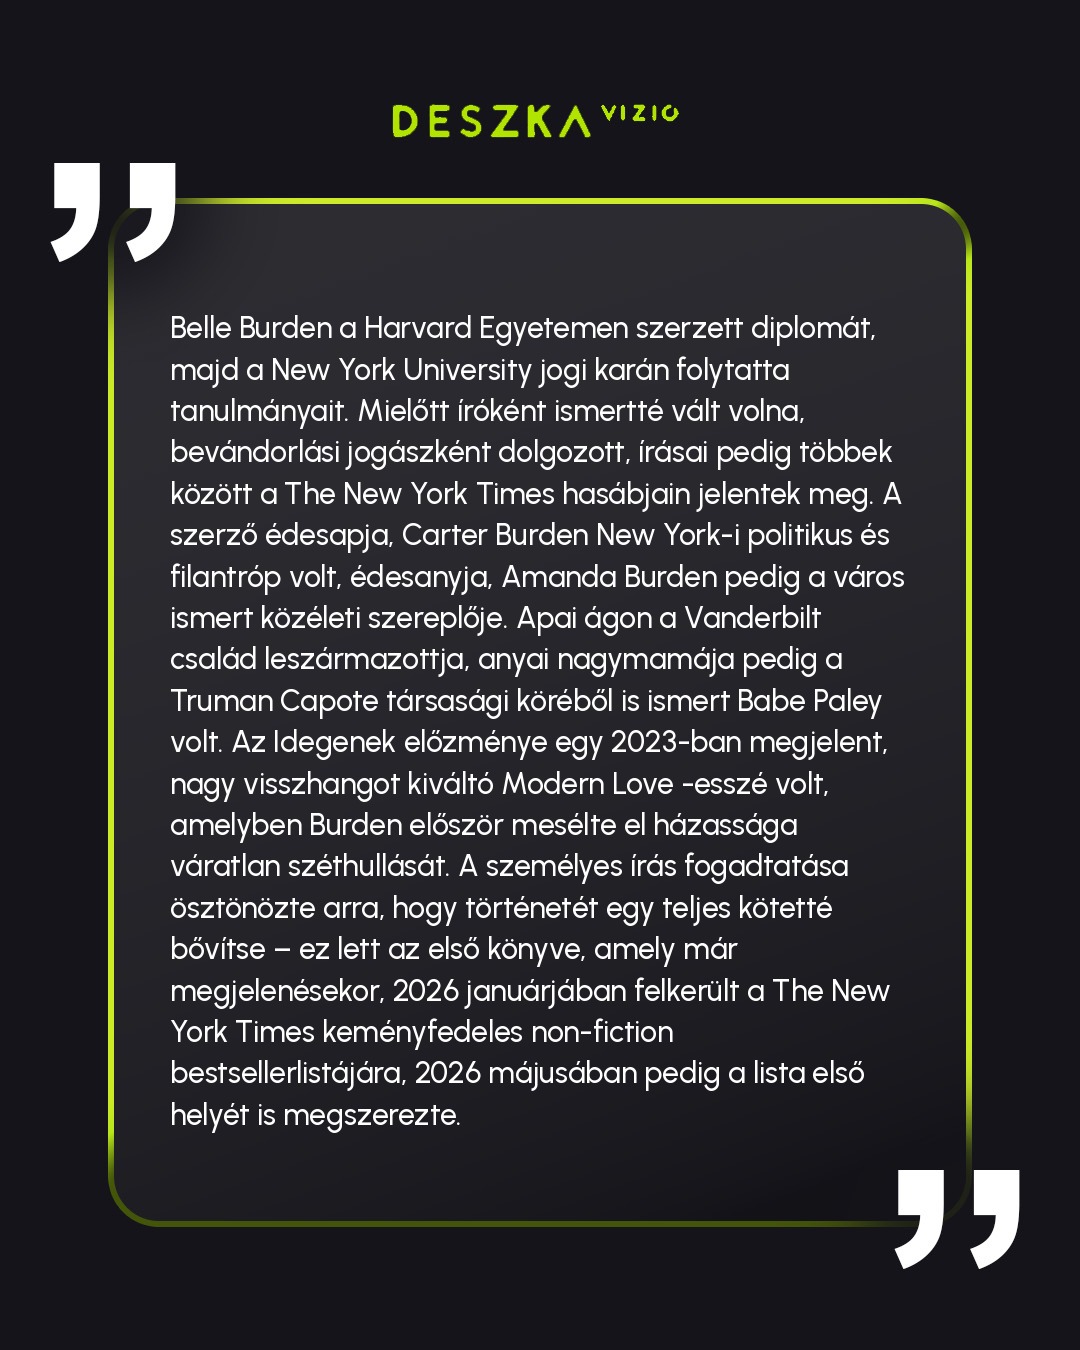 DESZKA VIZIO
”
Belle Burden a Harvard Egyetemen szerzett diplomát,
majd a New York University jogi karán folytatta
tanulmányait. Mielőtt íróként ismertté vált volna,
bevándorlási jogászként dolgozott, írásai pedig többek
között a The New York Times hasábjain jelentek meg. A
szerző édesapja, Carter Burden New York-i politikus és
filantróp volt, édesanyja, Amanda Burden pedig a város
ismert közéleti szereplője. Apai ágon a Vanderbilt
család leszármazottja, anyai nagymamája pedig a
Truman Capote társasági köréből is ismert Babe Paley
volt. Az Idegenek előzménye egy 2023-ban megjelent,
nagy visszhangot kiváltó Modern Love -esszé volt,
amelyben Burden először mesélte el házassága
váratlan széthullását. A személyes írás fogadtatása
ösztönözte arra, hogy történetét egy teljes kötetté
bővítse – ez lett az első könyve, amely már
megjelenésekor, 2026 januárjában felkerült a The New
York Times keményfedeles non-fiction
bestsellerlistájára, 2026 májusában pedig a lista első
helyét is megszerezte.
”